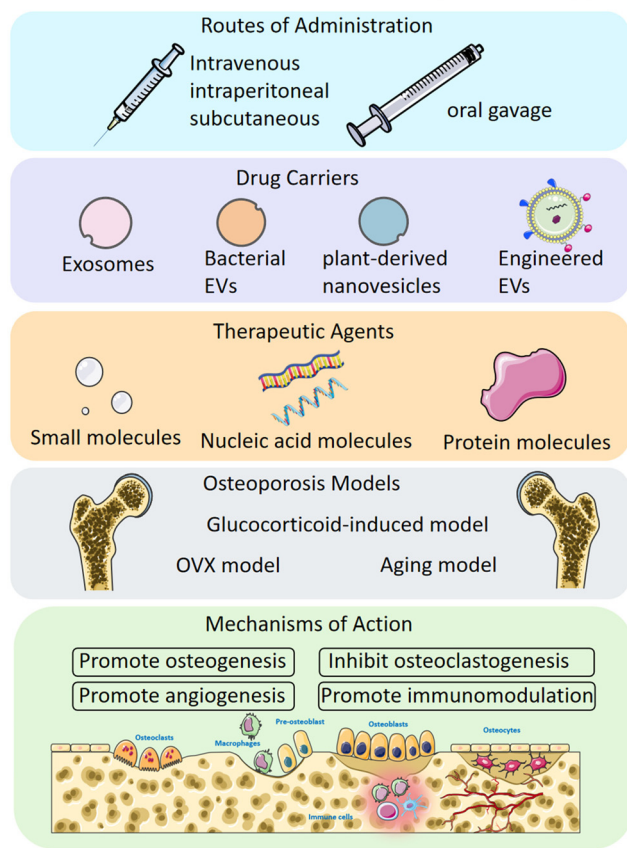 Routes of Administration
Intravenous
intraperitoneal
subcutaneous
oral gavage
Drug Carriers
Exosomes
Bacterial
EVs
plant-derived
nanovesicles
Engineered
EVs
Therapeutic Agents
Small molecules
Nucleic acid molecules
Protein molecules
Osteoporosis Models
Glucocorticoid-induced model
OVX model
Aging model
Mechanisms of Action
Promote osteogenesis
Inhibit osteoclastogenesis
Promote angiogenesis
Promote immunomodulation
Osteoclasts
Macrophages
Pre-osteoblast
Osteoblasts
Osteocytes
Immune cells